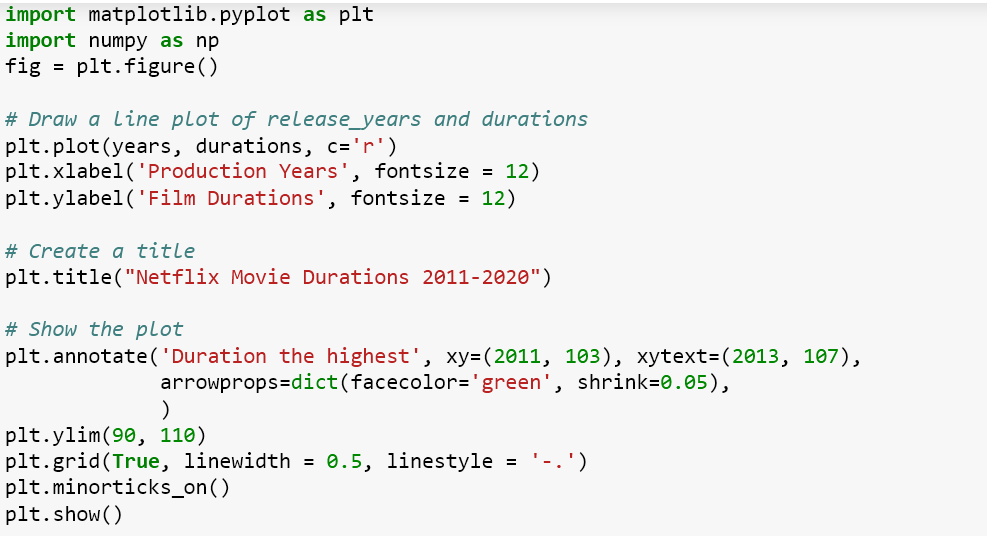 import matplotlib.pyplot as plt
import numpy as np
fig = plt.figure()
# Draw a line plot of release_years and durations
plt.plot(years, durations, c='r')
plt.xlabel('Production Years', fontsize = 12)
plt.ylabel('Film Durations', fontsize = 12)
# Create a title
plt.title("Netflix Movie Durations 2011-2020")
# Show the plot
plt.annotate('Duration the highest', xy=(2011, 103), xytext=(2013, 107),
             arrowprops=dict(facecolor='green', shrink=0.05),
             )
plt.ylim(90, 110)
plt.grid(True, linewidth = 0.5, linestyle = '-.')
plt.minorticks_on()
plt.show()